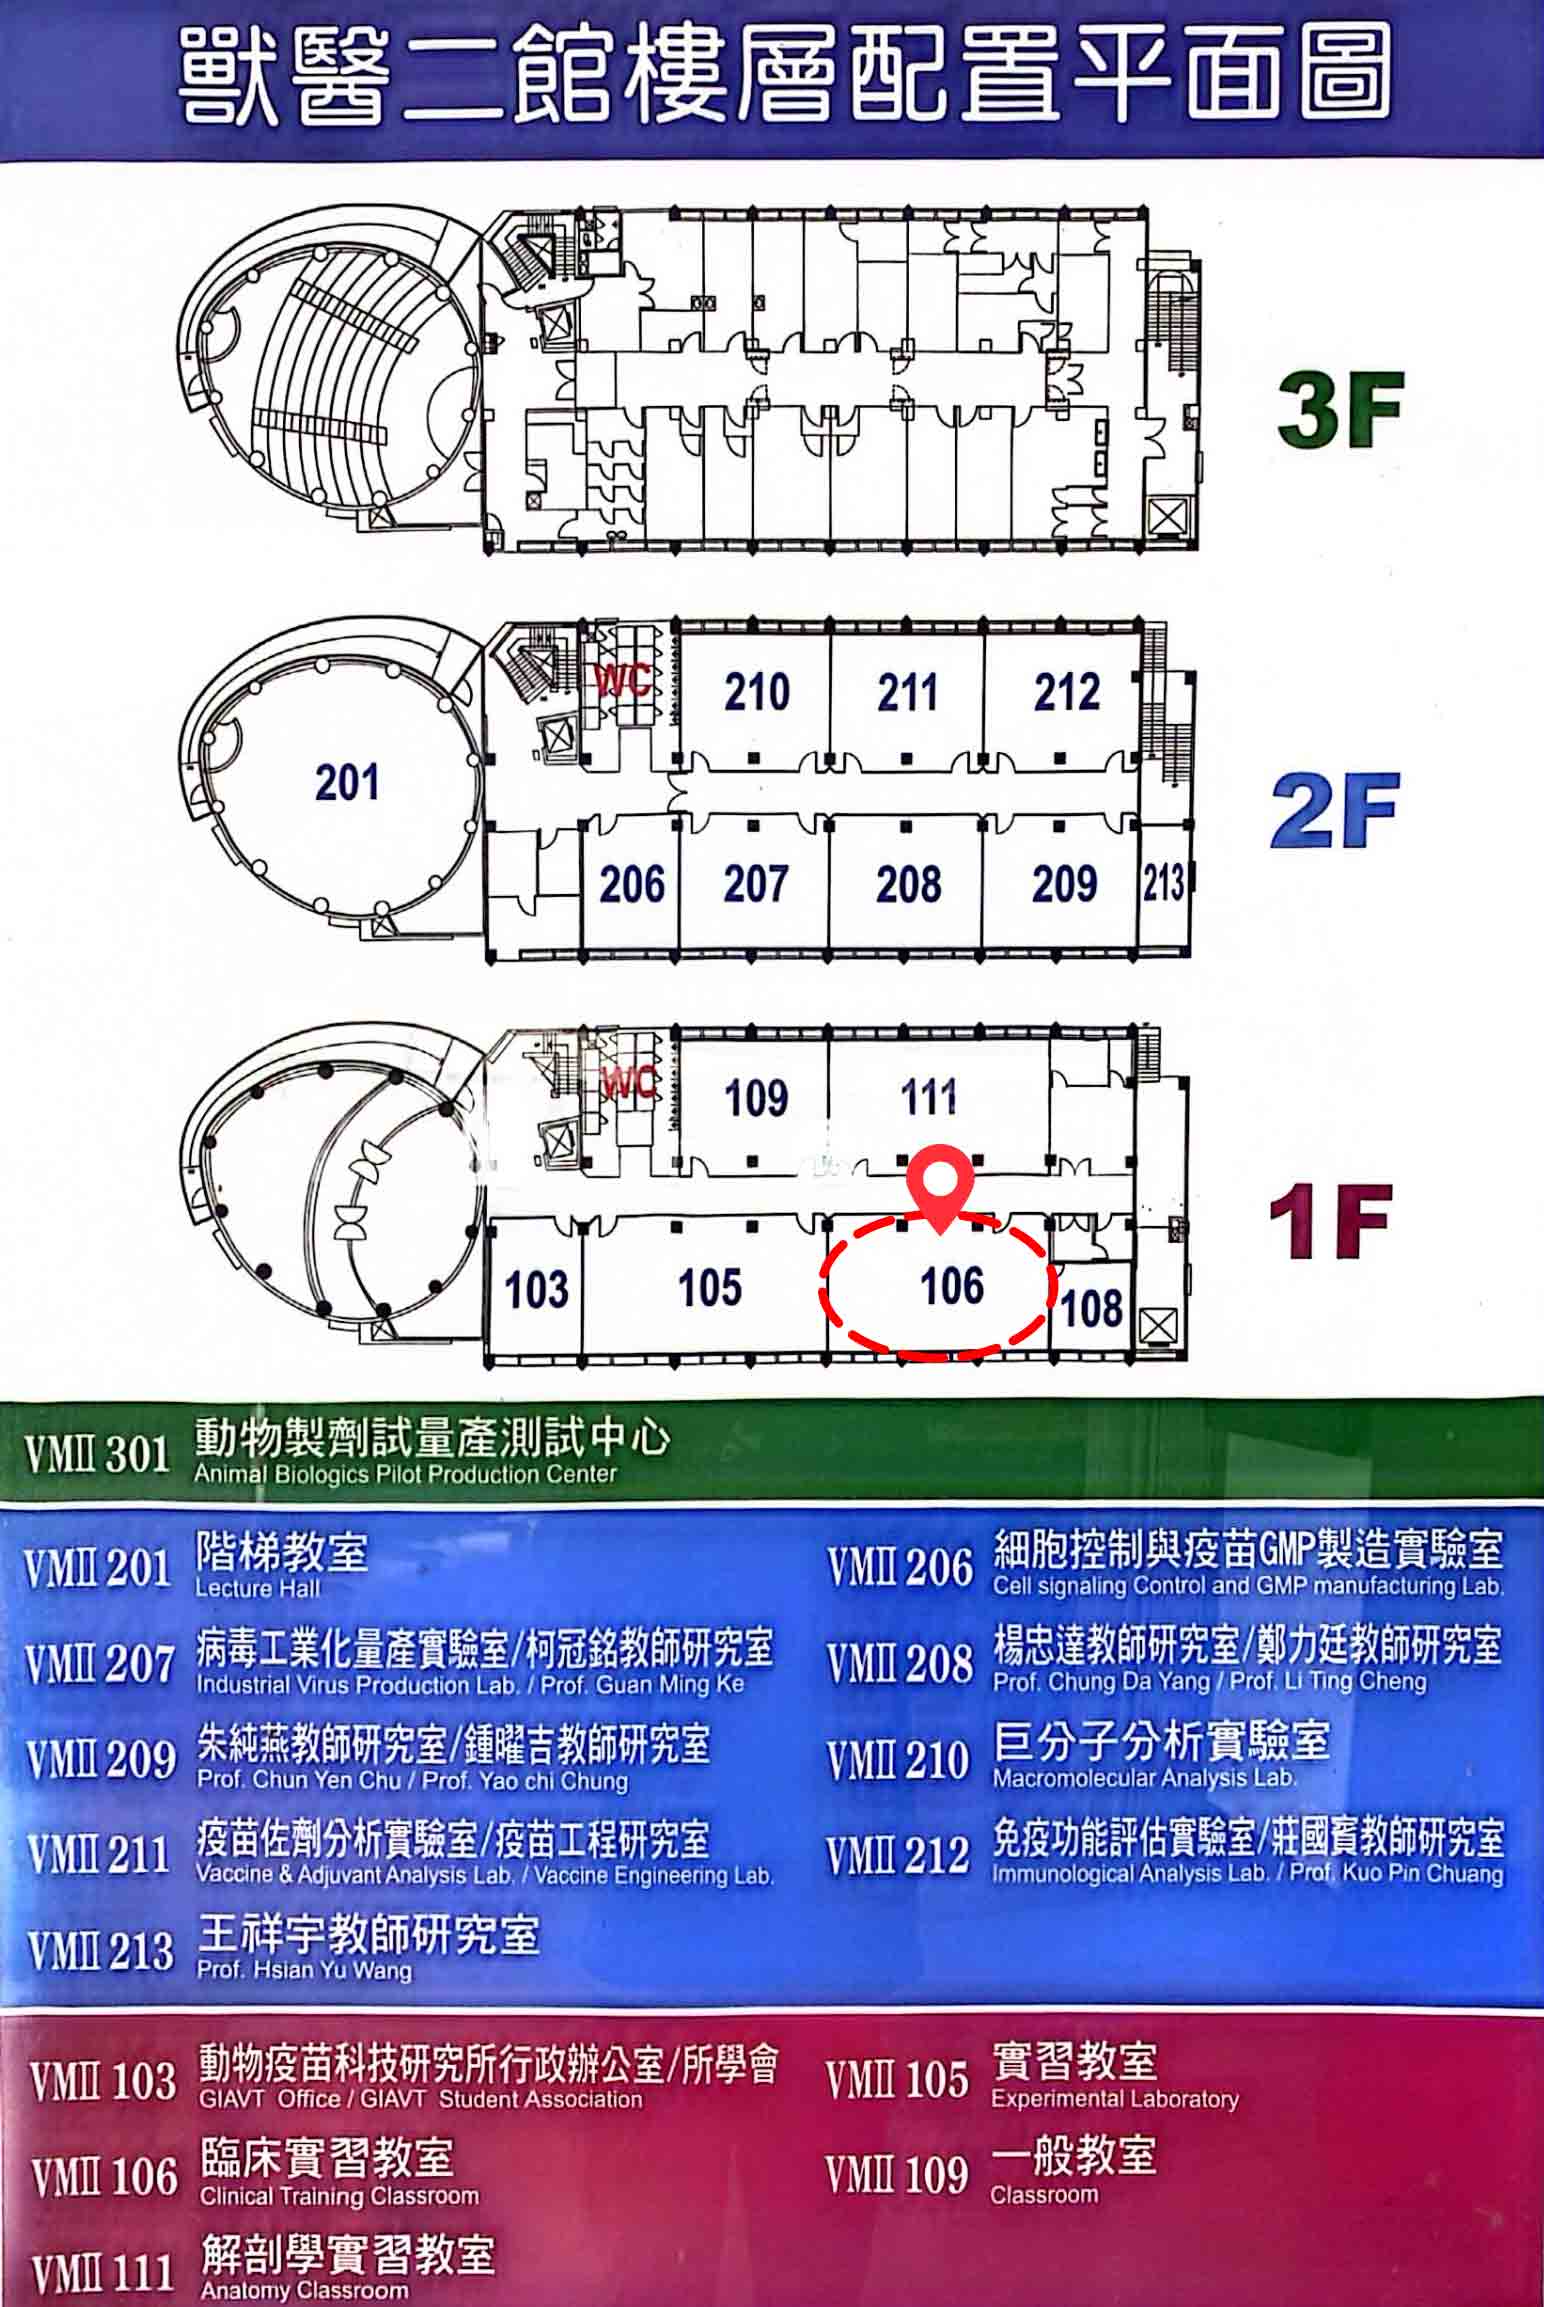 獸醫二館樓層配置平面圖
3F
WC
210
211
212
201
2F
206
207
208
209
213
WC
109
111
1F
103
105
106
108
VMII 301 動物製劑試量產測試中心
Animal Biologics Pilot Production Center
VMII 201 階梯教室
Lecture Hall
VMII 206 細胞控制與疫苗GMP製造實驗室
Cell signaling Control and GMP manufacturing Lab.
VMII 207 病毒工業化量產實驗室/柯冠銘教師研究室
Industrial Virus Production Lab. / Prof. Guan Ming Ke
VMII 208 楊忠達教師研究室/鄭力廷教師研究室
Prof. Chung Da Yang / Prof. Li Ting Cheng
VMII 209 朱純燕教師研究室/鍾曜吉教師研究室
Prof. Chun Yen Chu / Prof. Yao chi Chung
VMII 210 巨分子分析實驗室
Macromolecular Analysis Lab.
VMII 211 疫苗佐劑分析實驗室/疫苗工程研究室
Vaccine & Adjuvant Analysis Lab. / Vaccine Engineering Lab.
VMII 212 免疫功能評估實驗室/莊國賓教師研究室
Immunological Analysis Lab. / Prof. Kuo Pin Chuang
VMII 213 王祥宇教師研究室
Prof. Hsian Yu Wang
VMII 103 動物疫苗科技研究所行政辦公室/所學會
GIAVT Office / GIAVT Student Association
VMII 105 實習教室
Experimental Laboratory
VMII 106 臨床實習教室
Clinical Training Classroom
VMII 109 一般教室
Classroom
VMII 111 解剖學實習教室
Anatomy Classroom